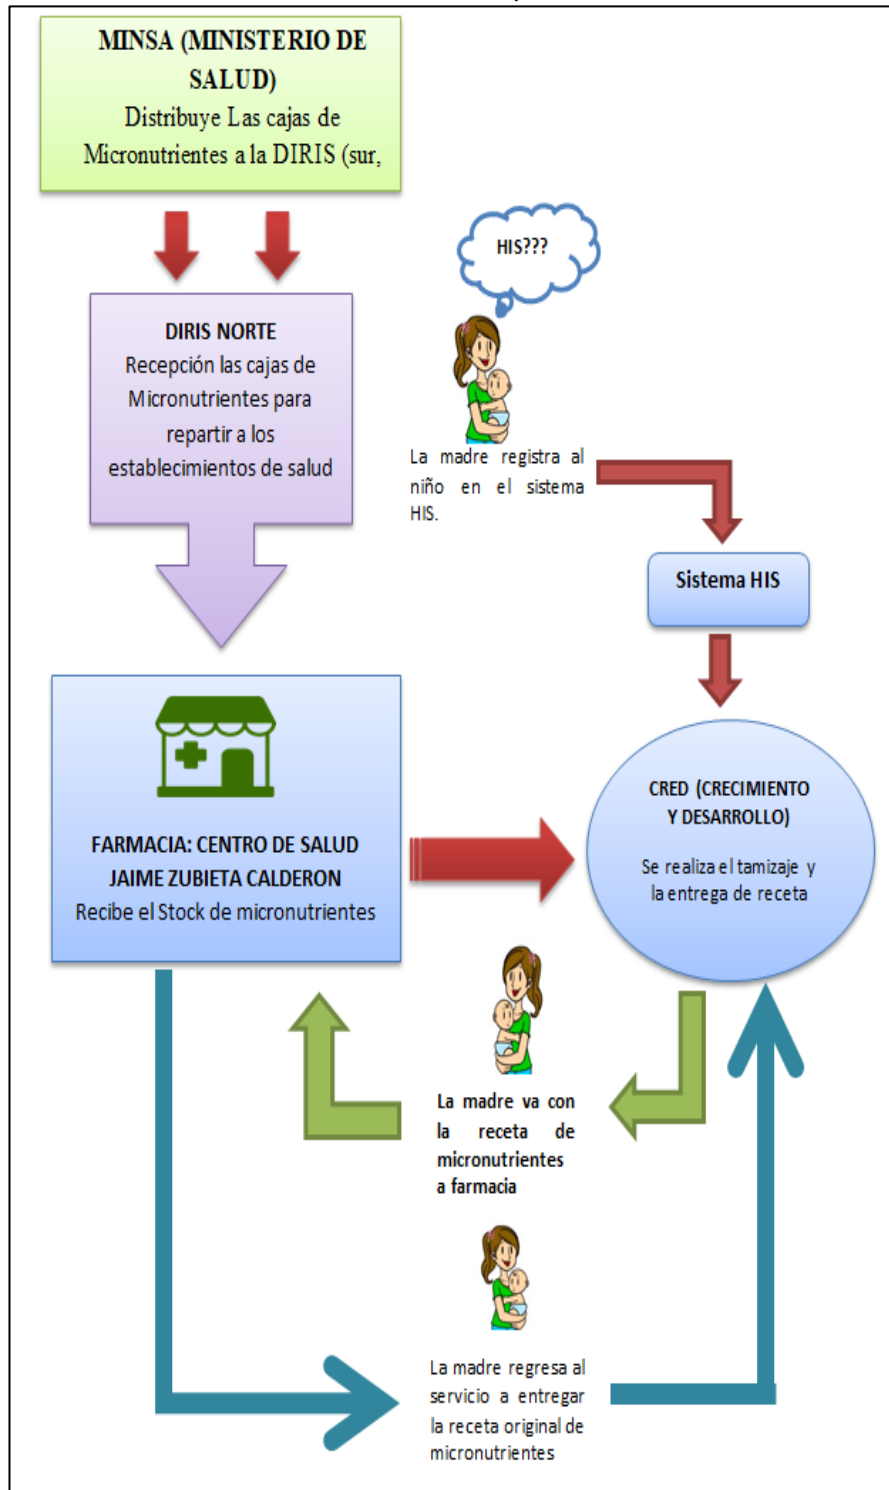 MINSA (MINISTERIO DE
SALUD)
Distribuye Las cajas de
Micronutrientes a la DIRIS (sur,
HIS???
DIRIS NORTE
Recepción las cajas de
Micronutrientes para
repartir a los
establecimientos de salud
La madre registra al
niño en el sistema
HIS.
Sistema HIS
FARMACIA: CENTRO DE SALUD
JAIME ZUBIETA CALDERON
Recibe el Stock de micronutrientes
CRED (CRECIMIENTO
Y DESARROLLO)
Se realiza el tamizaje y
la entrega de receta
La madre va con
la receta de
micronutrientes
a farmacia
La madre regresa al
servicio a entregar
la receta original de
micronutrientes